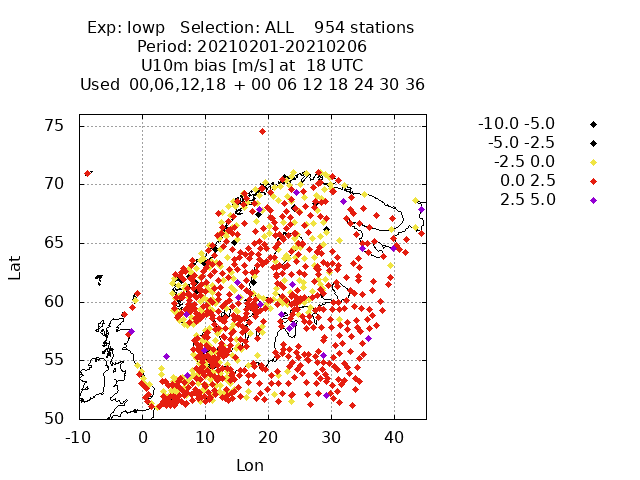 Exp: lowp   Selection: ALL    954 stations
Period: 20210201-20210206
U10m bias [m/s] at  18 UTC
Used  00,06,12,18  + 00 06 12 18 24 30 36
-10.0 -5.0
-5.0 -2.5
-2.5 0.0
0.0 2.5
2.5 5.0
75
70
65
60
55
50
Lat
-10 0 10 20 30 40
Lon